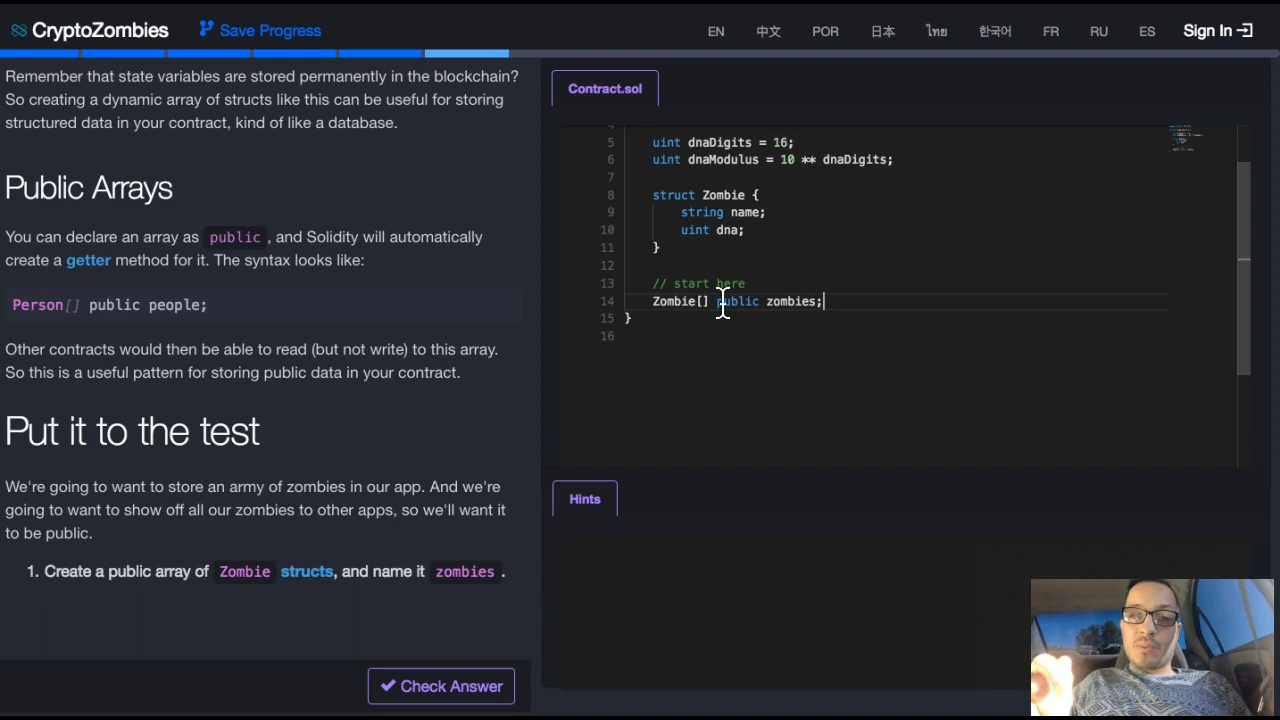 CryptoZombies
Save Progress
EN
中文
POR
日本
ไทย
한국어
FR
RU
ES
Sign In
Remember that state variables are stored permanently in the blockchain?
So creating a dynamic array of structs like this can be useful for storing
structured data in your contract, kind of like a database.
Public Arrays
You can declare an array as public , and Solidity will automatically
create a getter method for it. The syntax looks like:
Person[] public people;
Other contracts would then be able to read (but not write) to this array.
So this is a useful pattern for storing public data in your contract.
Put it to the test
We're going to want to store an army of zombies in our app. And we're
going to want to show off all our zombies to other apps, so we'll want it
to be public.
1. Create a public array of Zombie structs, and name it zombies .
Check Answer
Contract.sol
5 uint dnaDigits = 16;
6 uint dnaModulus = 10 ** dnaDigits;
7
8 struct Zombie {
9 string name;
10 uint dna;
11 }
12
13 // start here
14 Zombie[] public zombies;
15 }
16
Hints